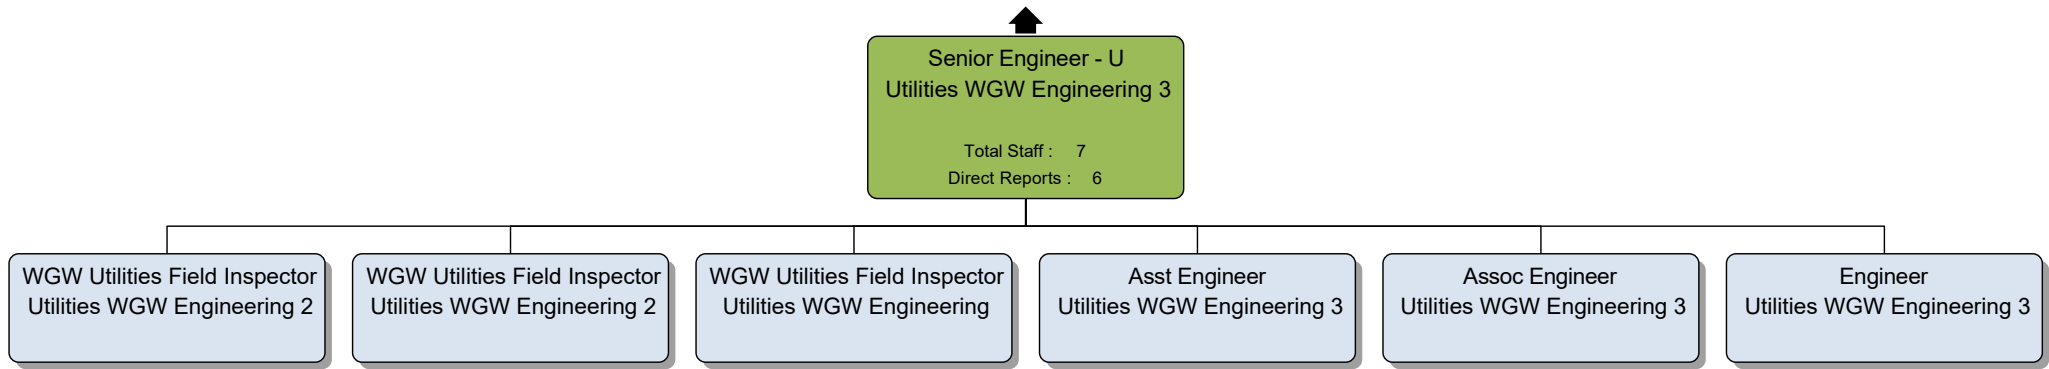 Senior Engineer - U
Utilities WGW Engineering 3
Total Staff : 7
Direct Reports : 6
WGW Utilities Field Inspector
Utilities WGW Engineering 2
WGW Utilities Field Inspector
Utilities WGW Engineering 2
WGW Utilities Field Inspector
Utilities WGW Engineering
Asst Engineer
Utilities WGW Engineering 3
Assoc Engineer
Utilities WGW Engineering 3
Engineer
Utilities WGW Engineering 3